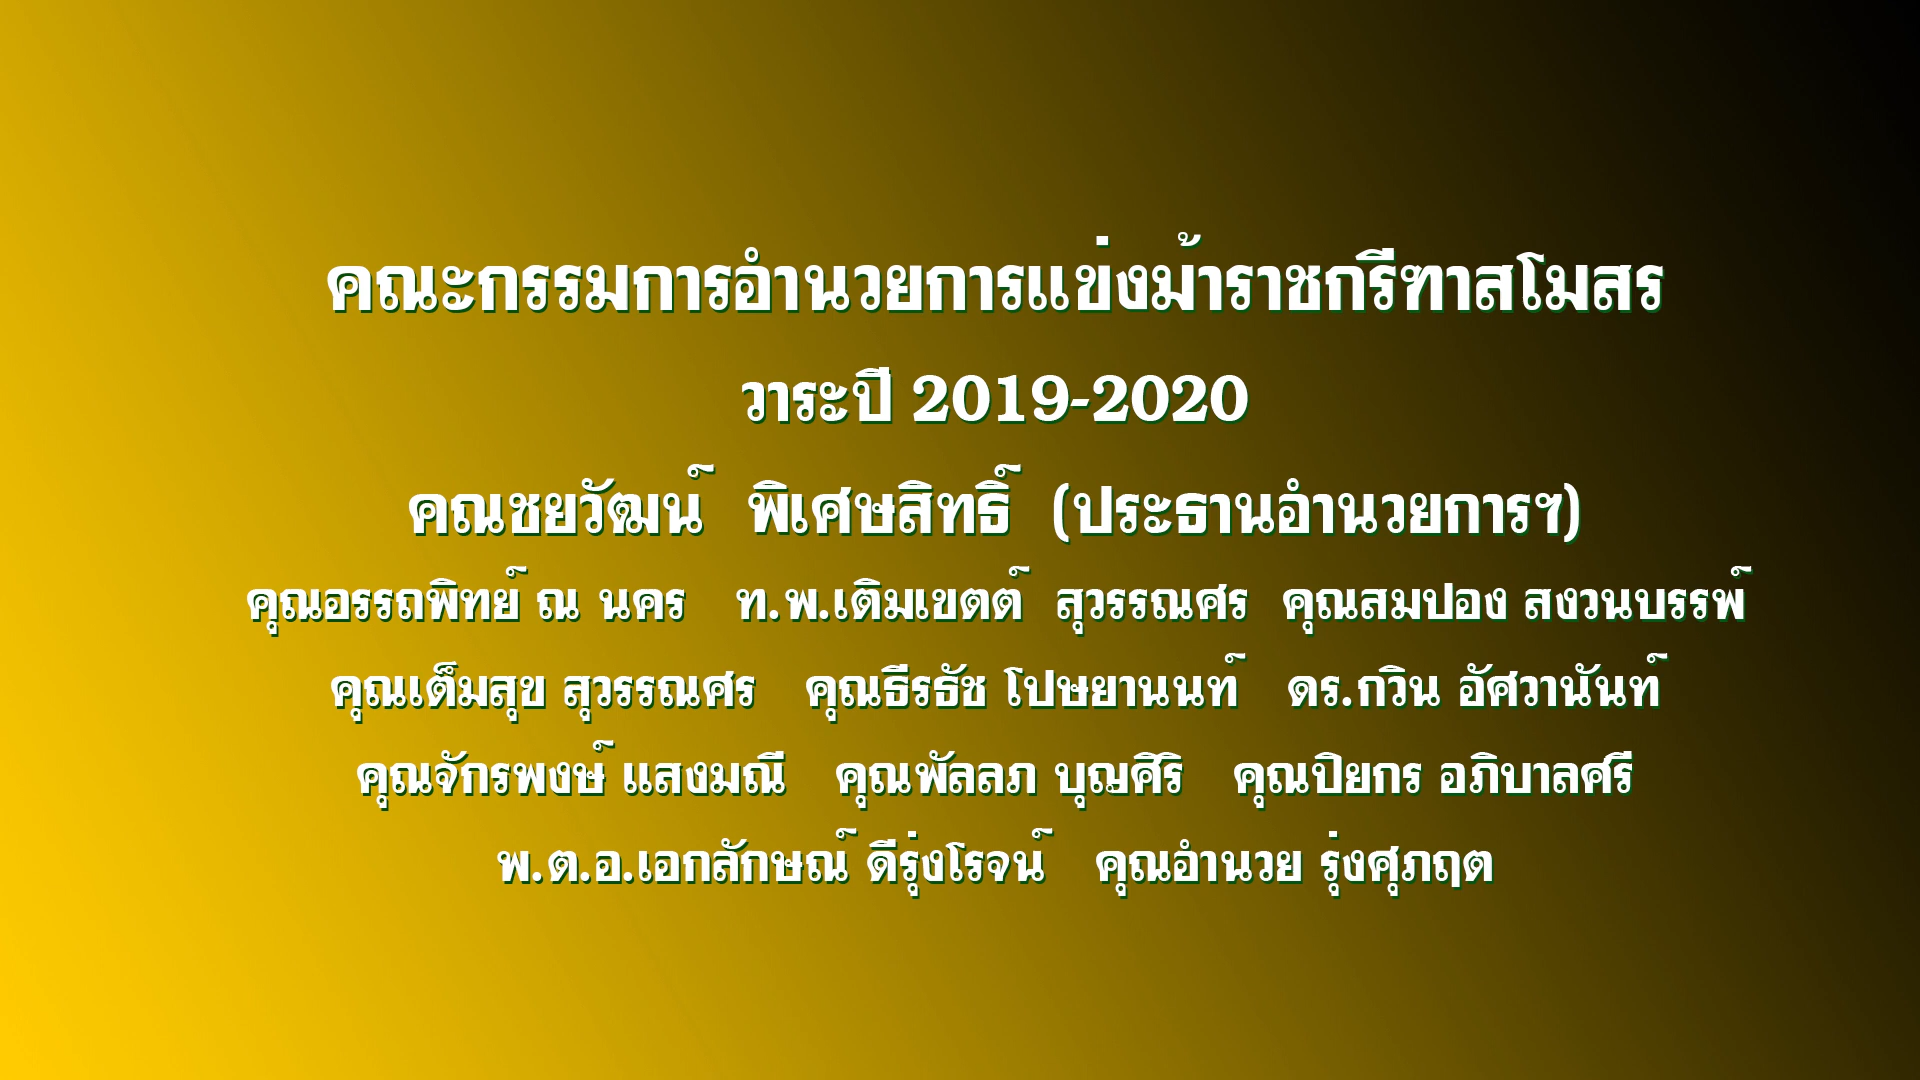 คณะกรรมการอำนวยการแข่งม้าราชกรีฑาสโมสร
วาระปี 2019-2020
คณชยวัฒน์ พิเศษสิทธิ์ (ประธานอำนวยการฯ)
คุณอรรถพิทย์ ณ นคร ท.พ.เติมเขตต์ สุวรรณศร คุณสมปอง สงวนบรรพ์
คุณเต็มสุข สุวรรณศร คุณธีรธัช โปษยานนท์ ดร.กวิน อัศวานันท์
คุณจักรพงษ์ แสงมณี คุณพัลลภ บุญศิริ คุณปิยกร อภิบาลศรี
พ.ต.อ.เอกลักษณ์ ดีรุ่งโรจน์ คุณอำนวย รุ่งศุภฤต